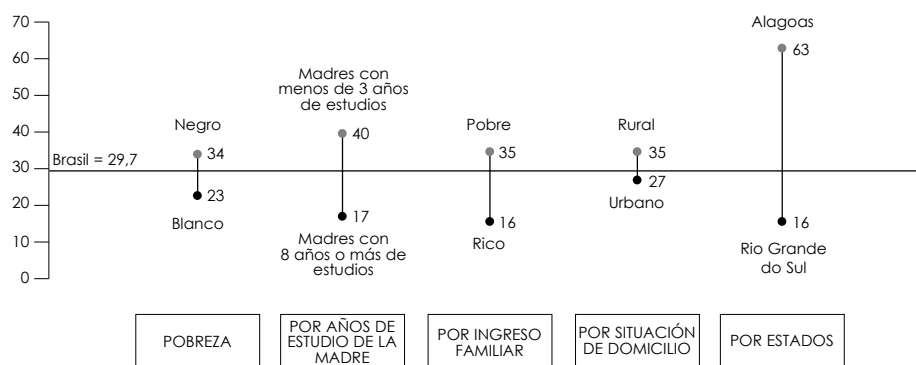 70
60
50
40
30
20
10
0
Brasil = 29,7
Negro
34
23
Blanco
Madres con
menos de 3 años
de estudios
40
17
Madres con
8 años o más de
estudios
Pobre
35
16
Rico
Rural
35
27
Urbano
Alagoas
63
16
Rio Grande
do Sul
POBREZA
POR AÑOS DE
ESTUDIO DE LA
MADRE
POR INGRESO
FAMILIAR
POR SITUACIÓN
DE DOMICILIO
POR ESTADOS